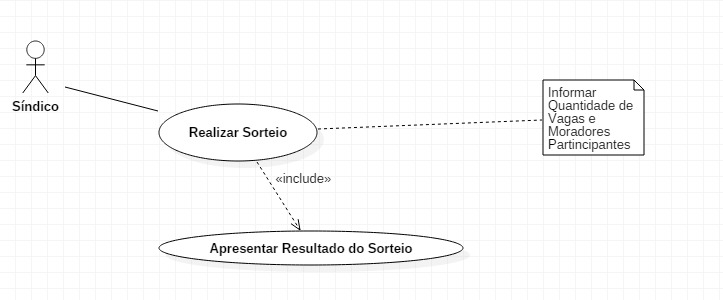 Síndico
Realizar Sorteio
Informar
Quantidade de
Vagas e
Moradores
Partincipantes
«include»
Apresentar Resultado do Sorteio